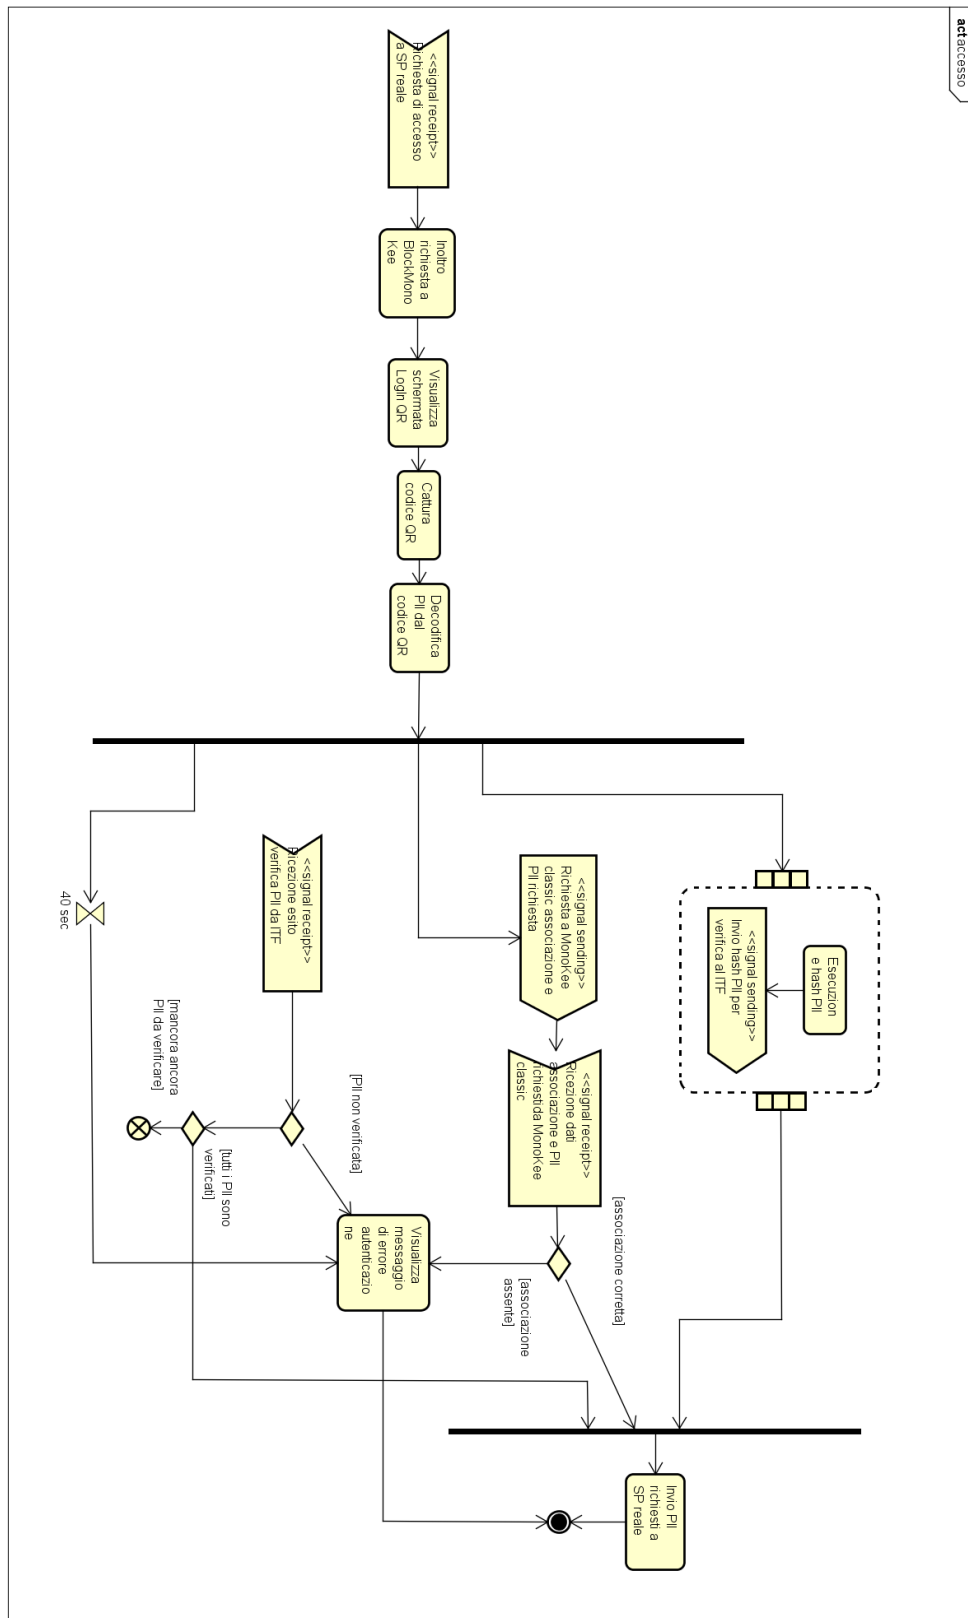 act accesso
<<signal receipt>>
Richiesta di accesso
a SP reale
Inoltro
richiesta a
BlockMono
Kee
Visualizza
schermata
LogIn QR
Cattura
codice QR
Decodifica
PII dal
codice QR
Esecuzion
e hash PII
<<signal sending>>
Invio hash PII per
verifica al ITF
<<signal sending>>
Richiesta a MonoKee
classic associazione e
PII richiesta
<<signal receipt>>
Ricezione dati
associazione e PII
richiestida MonoKee
classic
[associazione corretta]
[associazione
assente]
<<signal receipt>>
Ricezione esito
verifica PII da ITF
[PII non verificata]
[tutti i PII sono
verificati]
[mancora ancora
PII da verificare]
40 sec
Visualizza
messaggio
di errore
autenticazio
ne
Invio PII
richiesti a
SP reale